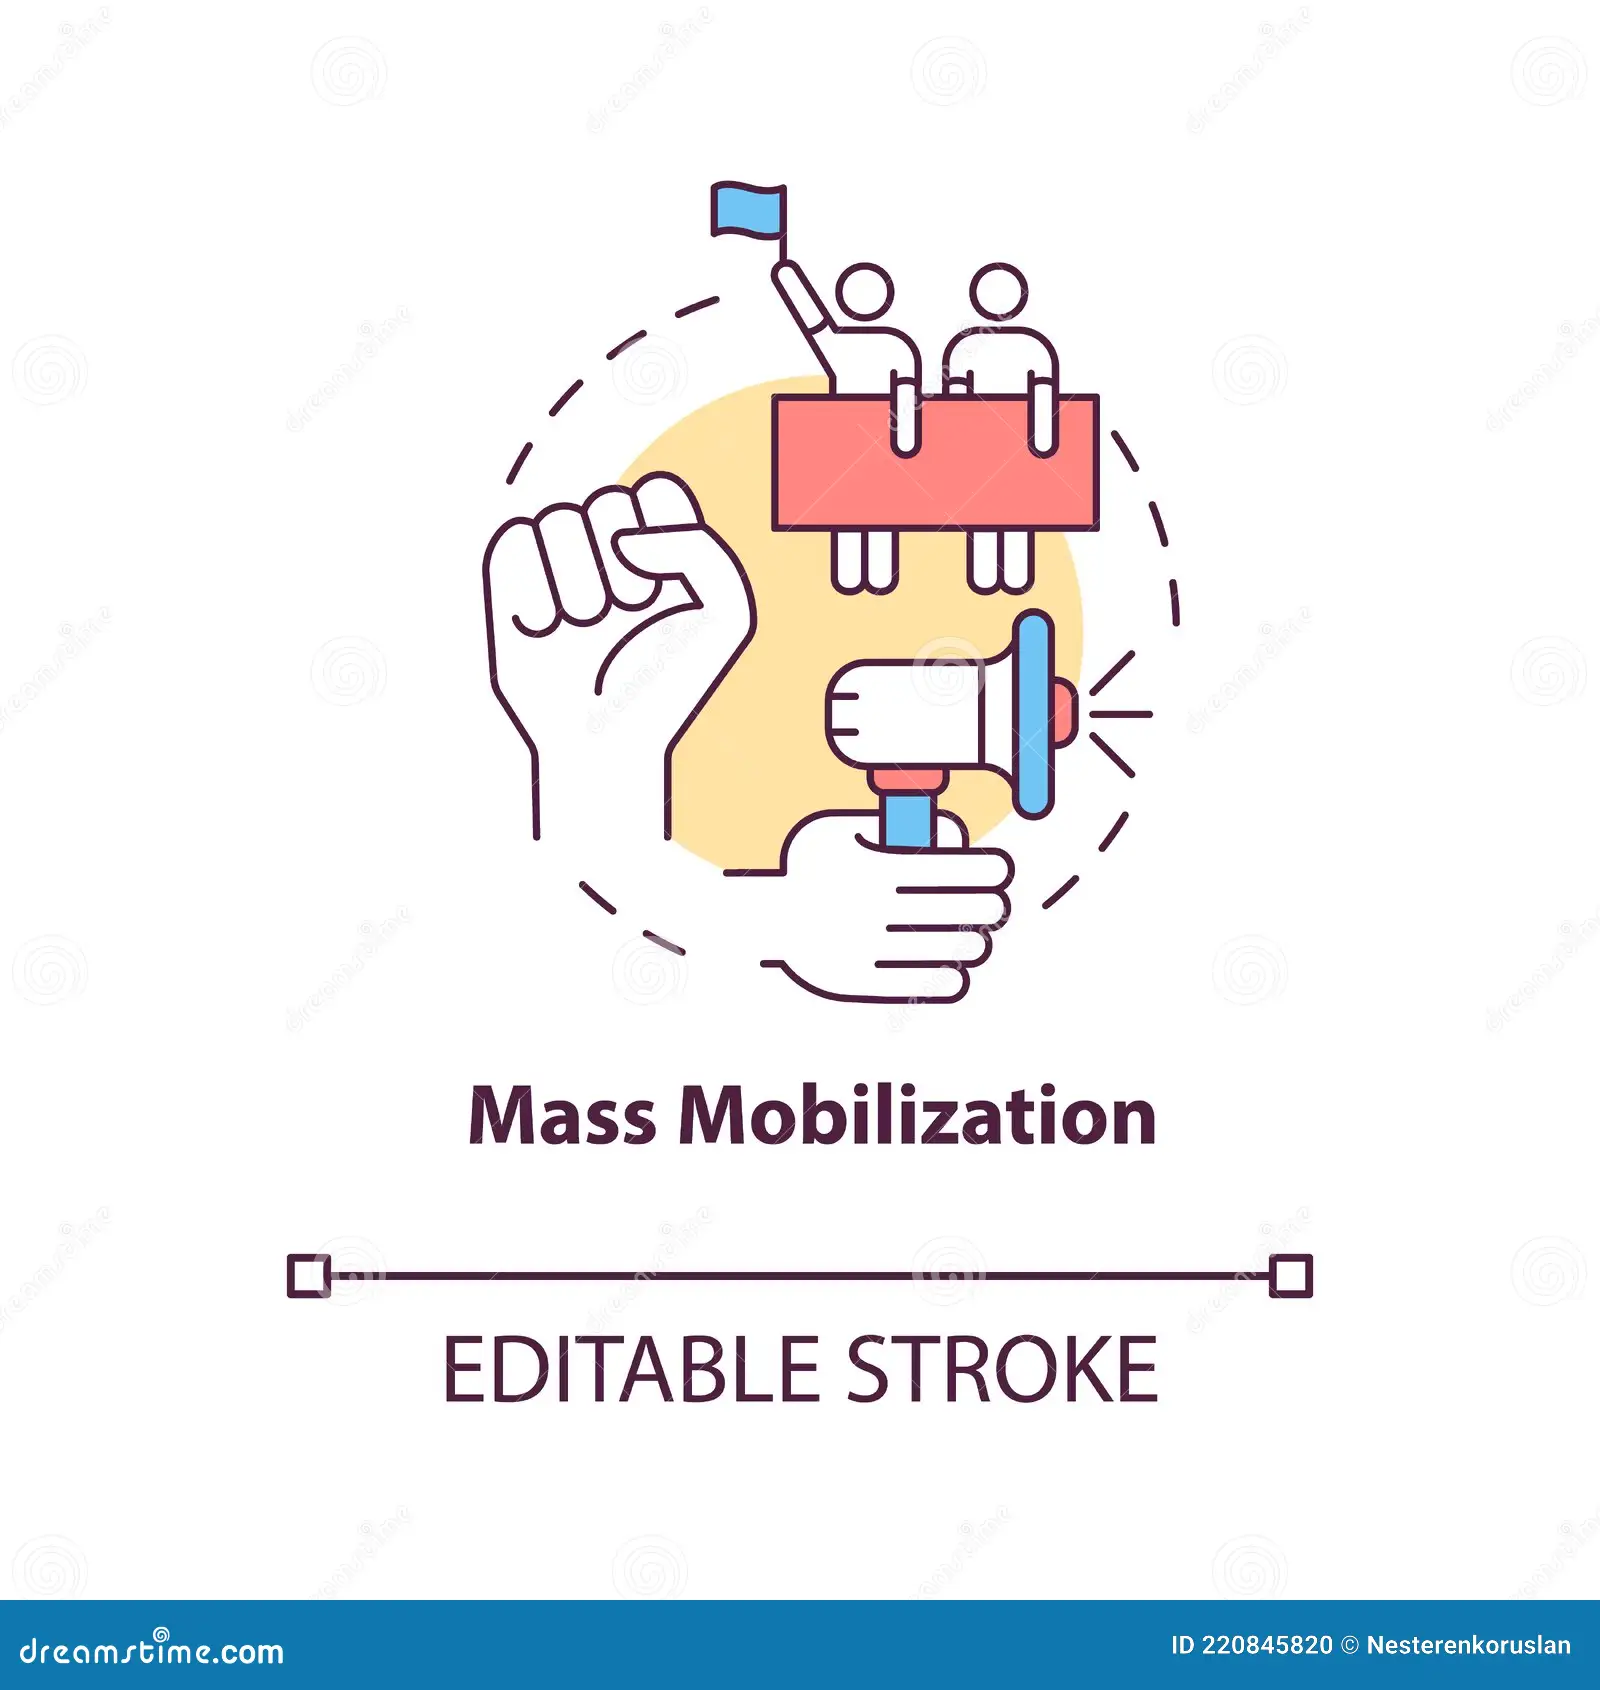 Mass Mobilization
EDITABLE STROKE
dreamstime.com
ID 220845820 © Nesterenkoruslan